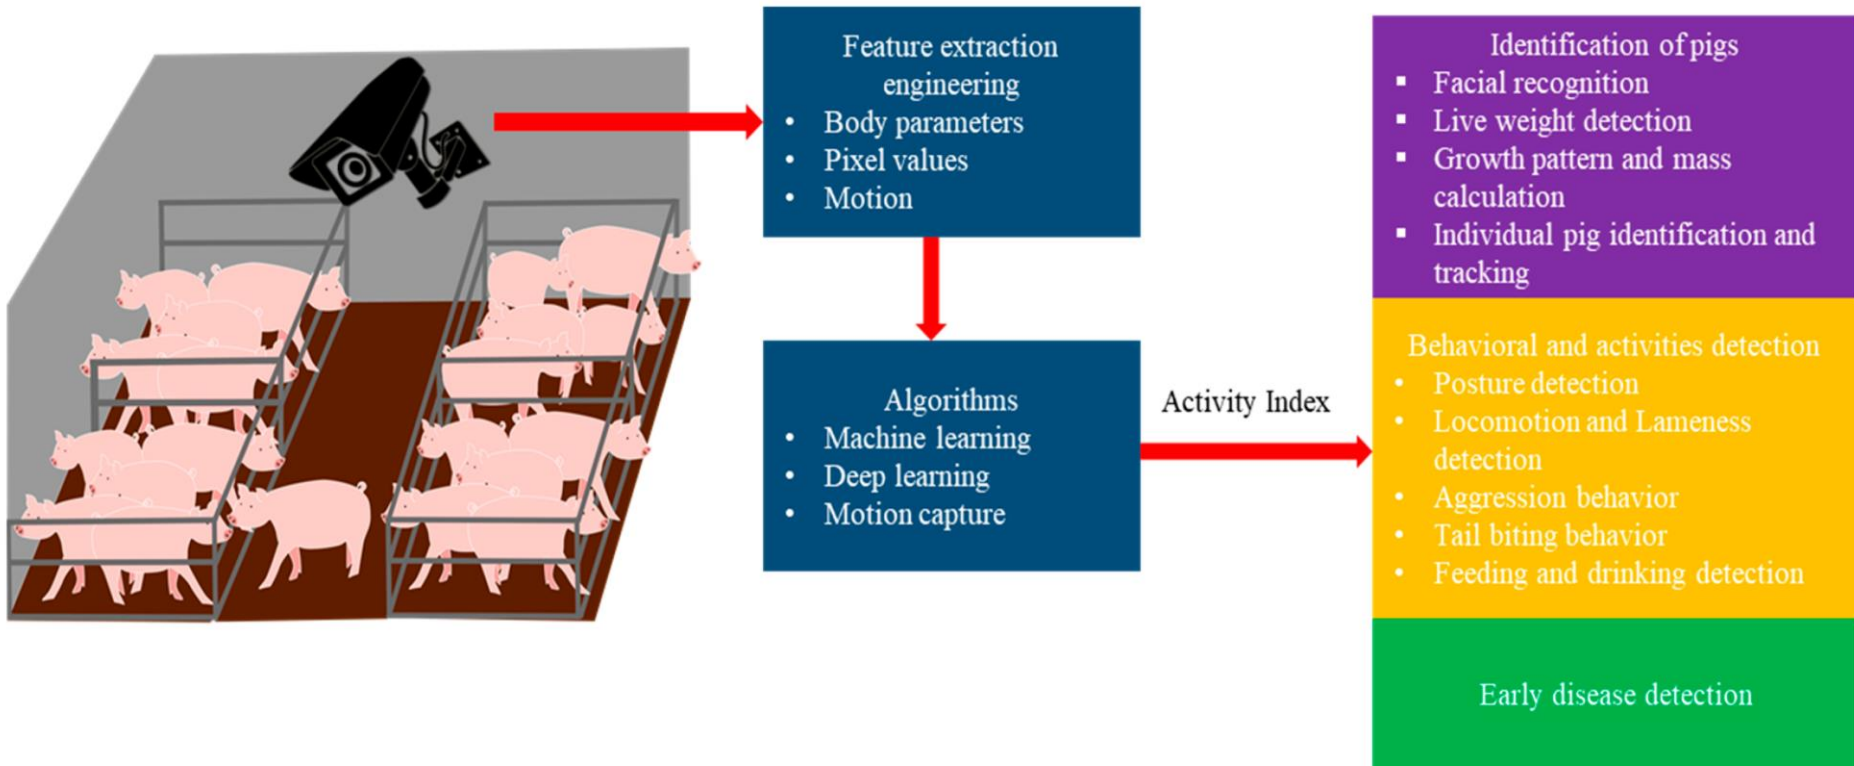 Feature extraction
engineering
• Body parameters
• Pixel values
• Motion
Algorithms
• Machine learning
• Deep learning
• Motion capture
Activity Index
Identification of pigs
▪ Facial recognition
▪ Live weight detection
▪ Growth pattern and mass
calculation
▪ Individual pig identification and
tracking
Behavioral and activities detection
• Posture detection
• Locomotion and Lameness
detection
• Aggression behavior
• Tail biting behavior
• Feeding and drinking detection
Early disease detection